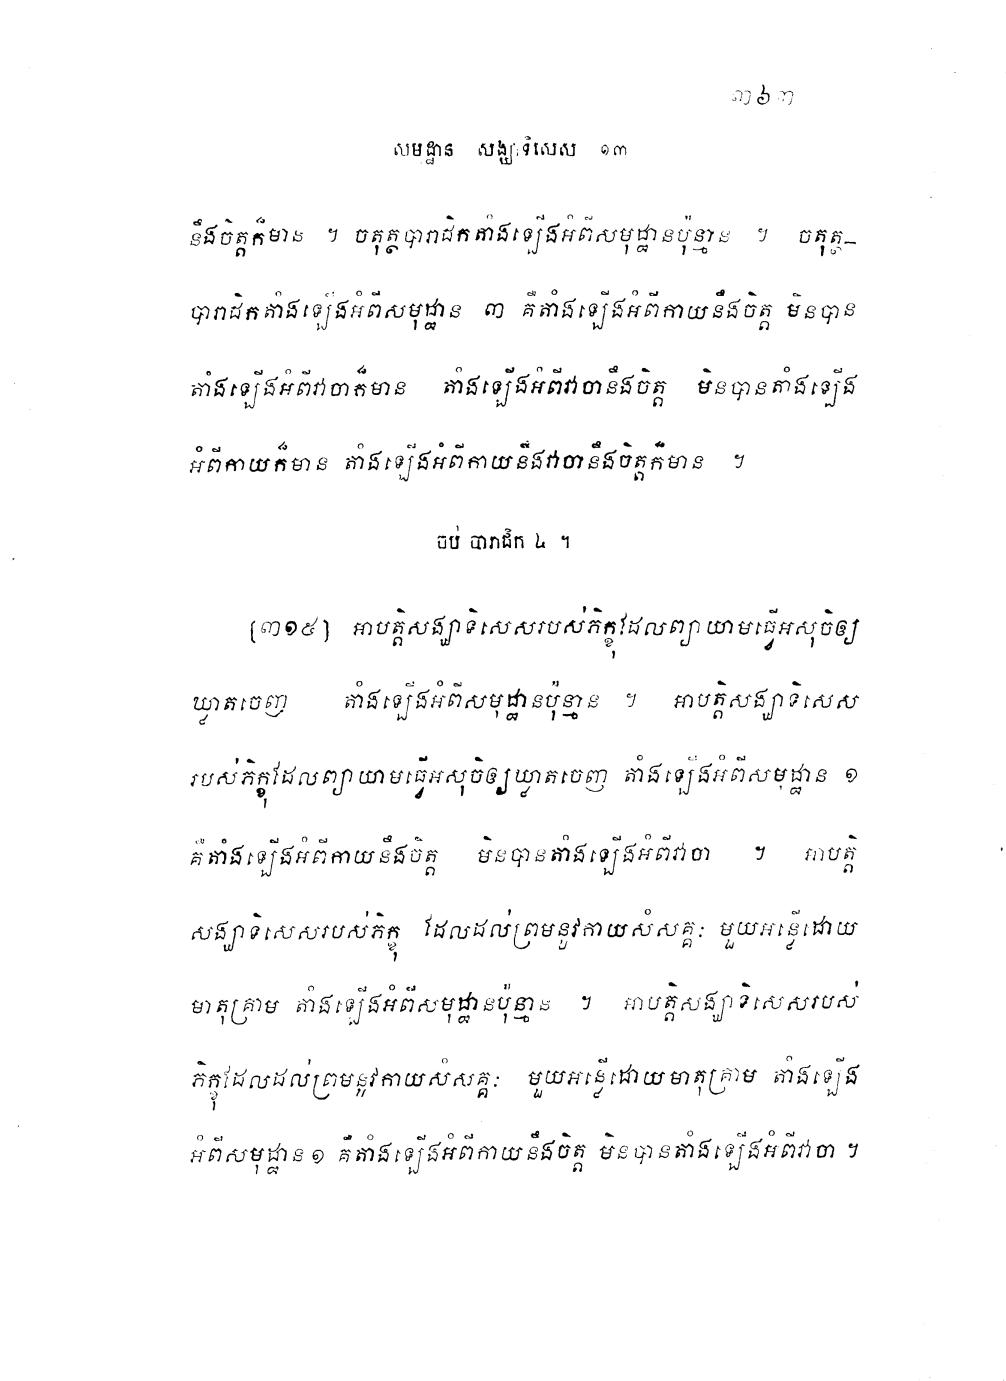 ៣៦៣
សមដ្ឋាន សង្ឃទិសេស ១៣
នឹងចិត្តក៏មាន ។ ចតុត្ថបារាជិកតាំងឡើងអំពីសមុដ្ឋានប៉ុន្មាន ។ ចតុត្ថ-
បារាជិកតាំងឡើងអំពីសមុដ្ឋាន ៣ គឺតាំងឡើងអំពីកាយនឹងចិត្ត មិនបាន
តាំងឡើងអំពីវាចាក៏មាន តាំងឡើងអំពីវាចានឹងចិត្ត មិនបានតាំងឡើង
អំពីកាយក៏មាន តាំងឡើងអំពីកាយនឹងវាចានឹងចិត្តក៏មាន ។
ចប់ បារាជិក ៤ ។
[៣១៥] អាបត្តិសង្ឃាទិសេសរបស់ភិក្ខុដែលព្យាយាមធ្វើអសុចិឲ្យ
ឃ្លាតចេញ តាំងឡើងអំពីសមុដ្ឋានប៉ុន្មាន ។ អាបត្តិសង្ឃាទិសេស
របស់ភិក្ខុដែលព្យាយាមធ្វើអសុចិឲ្យឃ្លាតចេញ តាំងឡើងអំពីសមុដ្ឋាន ១
គឺតាំងឡើងអំពីកាយនឹងចិត្ត មិនបានតាំងឡើងអំពីវាចា ។ អាបត្តិ
សង្ឃាទិសេសរបស់ភិក្ខុ ដែលដល់ព្រមនូវកាយសំសគ្គៈ មួយអន្លើដោយ
មាតុគ្រាម តាំងឡើងអំពីសមុដ្ឋានប៉ុន្មាន ។ អាបត្តិសង្ឃាទិសេសរបស់
ភិក្ខុដែលដល់ព្រមនូវកាយសំសគ្គៈ មួយអន្លើដោយមាតុគ្រាម តាំងឡើង
អំពីសមុដ្ឋាន ១ គឺតាំងឡើងអំពីកាយនឹងចិត្ត មិនបានតាំងឡើងអំពីវាចា ។